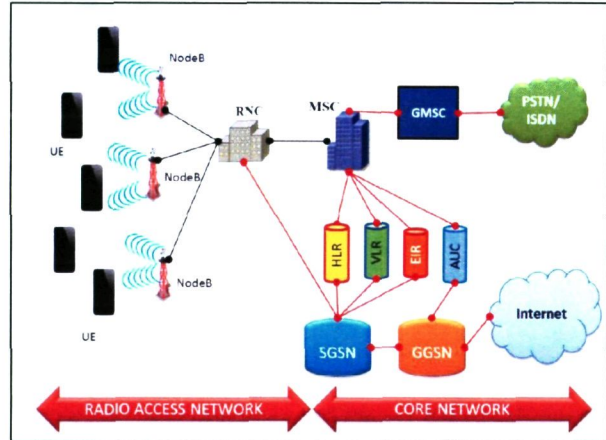 NodeB
RNC
MSC
GMSC
PSTN/
ISDN
UE
NodeB
HLR
VLR
EIR
AUC
NodeB
Internet
SGSN
GGSN
UE
RADIO ACCESS NETWORK
CORE NETWORK